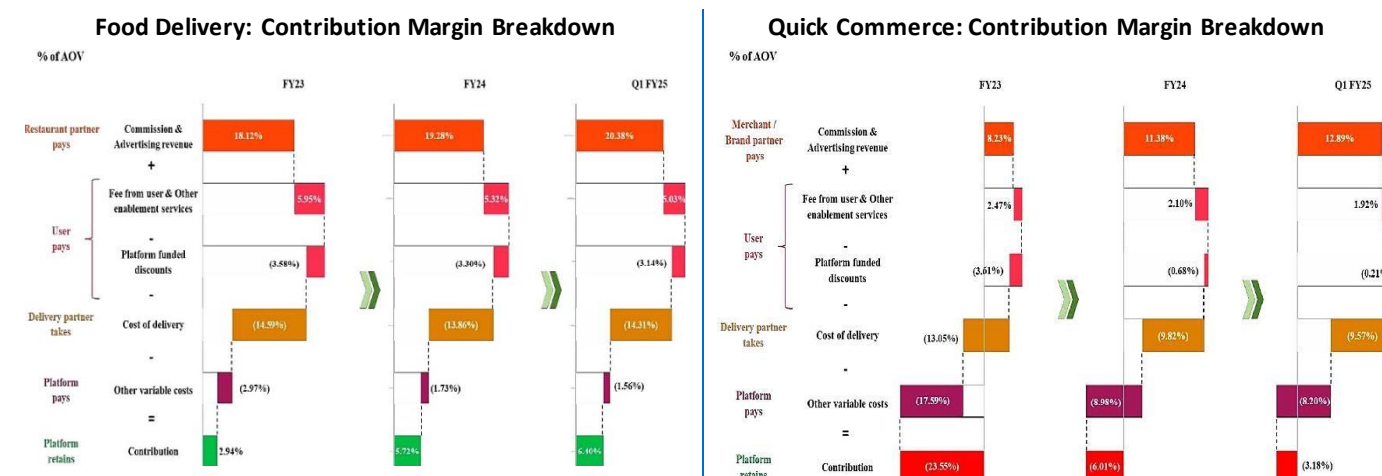 Food Delivery: Contribution Margin Breakdown
% of AOV
FY23 FY24 Q1 FY25
Restaurant partner pays
Commission & Advertising revenue
18.12% 19.28% 20.38%
+
User pays
Fee from user & Other enablement services
5.95% 5.32% 5.03%
-
Platform funded discounts
(3.58%) (3.30%) (3.14%)
-
Delivery partner takes
Cost of delivery
(14.59%) (13.86%) (14.31%)
-
Platform pays
Other variable costs
(2.97%) (1.73%) (1.56%)
=
Platform retains
Contribution
2.94% 5.72% 6.40%
Quick Commerce: Contribution Margin Breakdown
% of AOV
FY23 FY24 Q1 FY25
Merchant / Brand partner pays
Commission & Advertising revenue
8.23% 11.38% 12.89%
+
User pays
Fee from user & Other enablement services
2.47% 2.10% 1.92%
-
Platform funded discounts
(3.61%) (0.68%) (0.21%
-
Delivery partner takes
Cost of delivery
(13.05%) (9.82%) (9.57%)
-
Platform pays
Other variable costs
(17.59%) (8.98%) (8.20%)
=
Platform retains
Contribution
(23.55%) (6.01%) (3.18%)